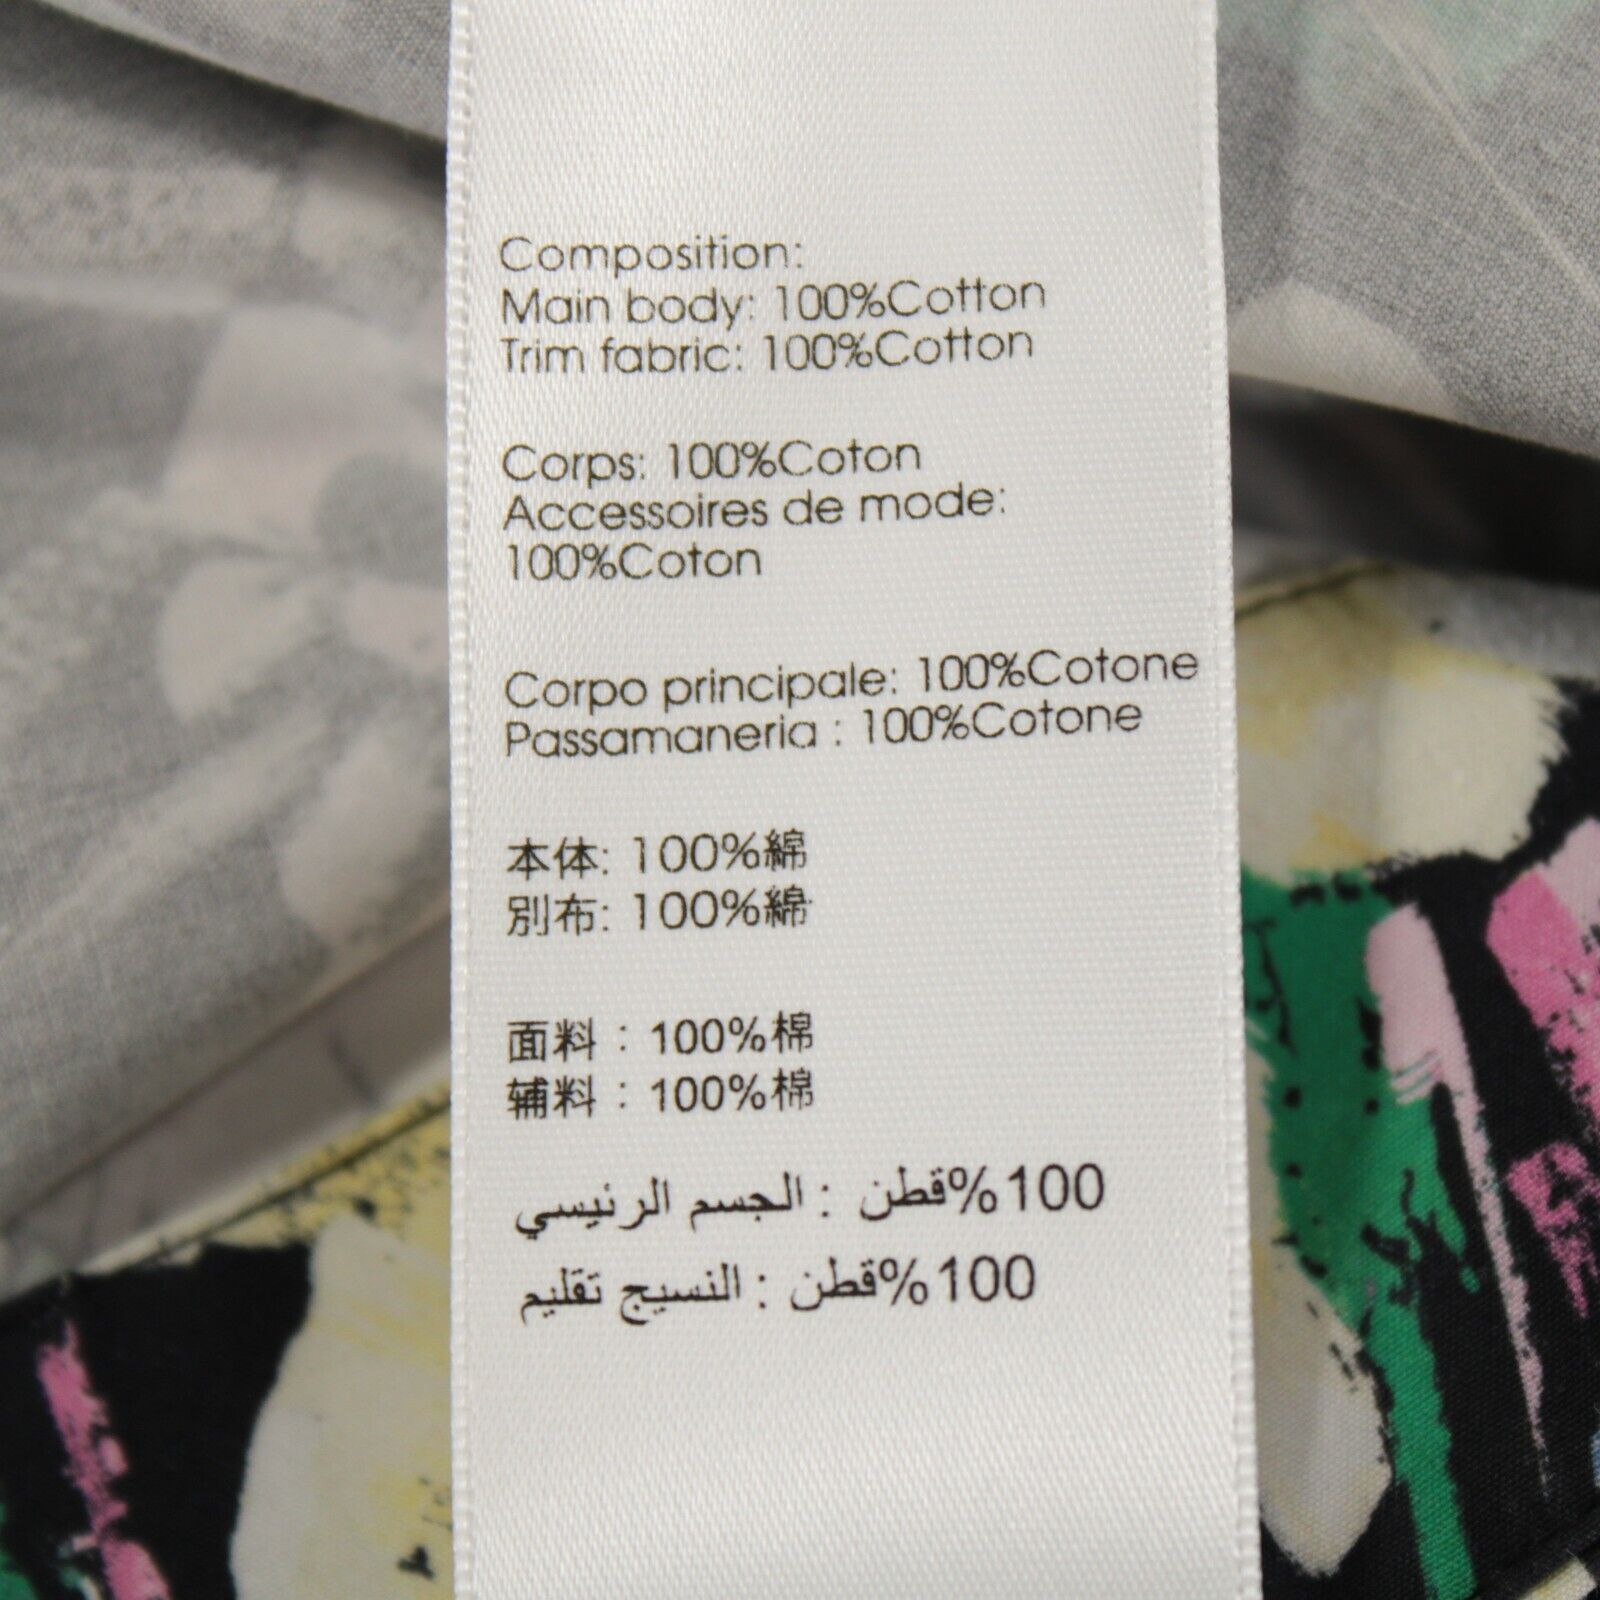 Composition:
Main body: 100%Cotton
Trim fabric: 100%Cotton
Corps: 100%Coton
Accessoires de mode:
100%Coton
Corpo principale: 100%Cotone
Passamaneria : 100%Cotone
本体: 100%綿
別布: 100%綿
面料 : 100%棉
辅料 : 100%棉
الجسم الرئيسي : قطن%100
النسيج تقليم : قطن%100